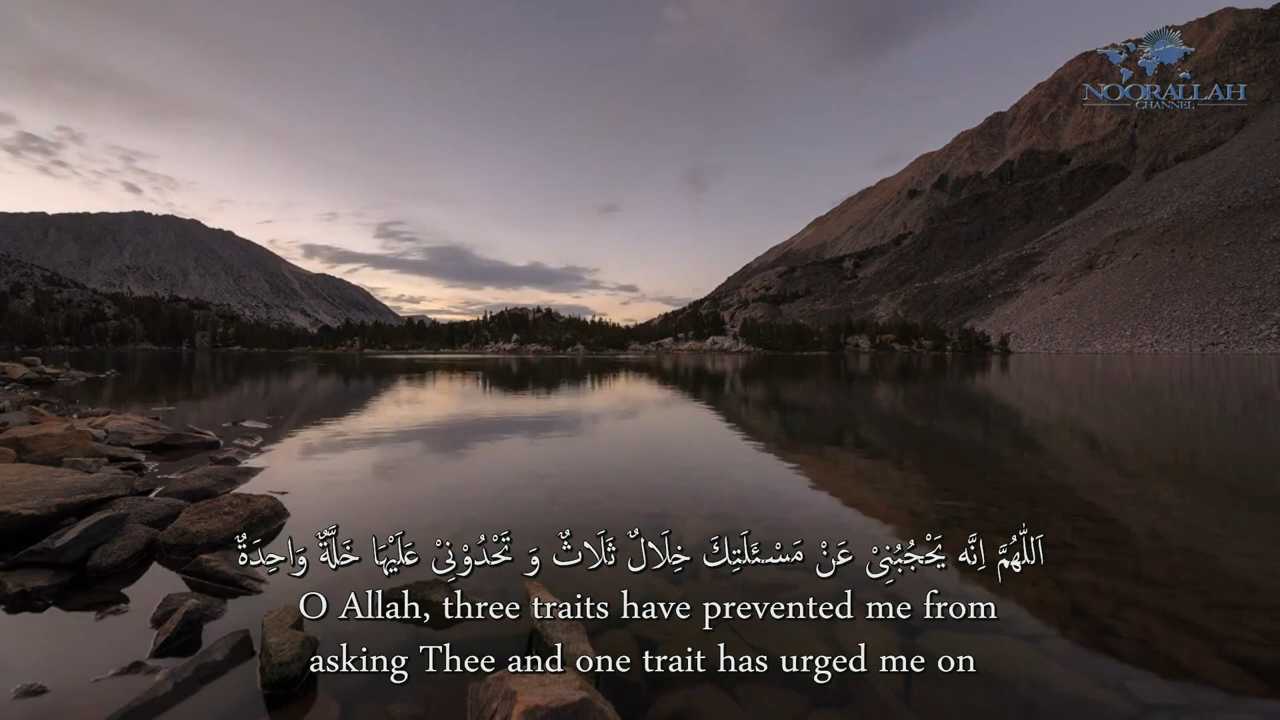 NOORALLAH
CHANNEL
اَللّٰهُمَّ اِنَّه يَحْجُبُنِىْ عَنْ مَسْئَلَتِكَ خِلَالٌ ثَلَاثٌ وَ تَحْدُوْنِىْ عَلَيْهَا خَلَّةٌ وَاحِدَةٌ
O Allah, three traits have prevented me from
asking Thee and one trait has urged me on